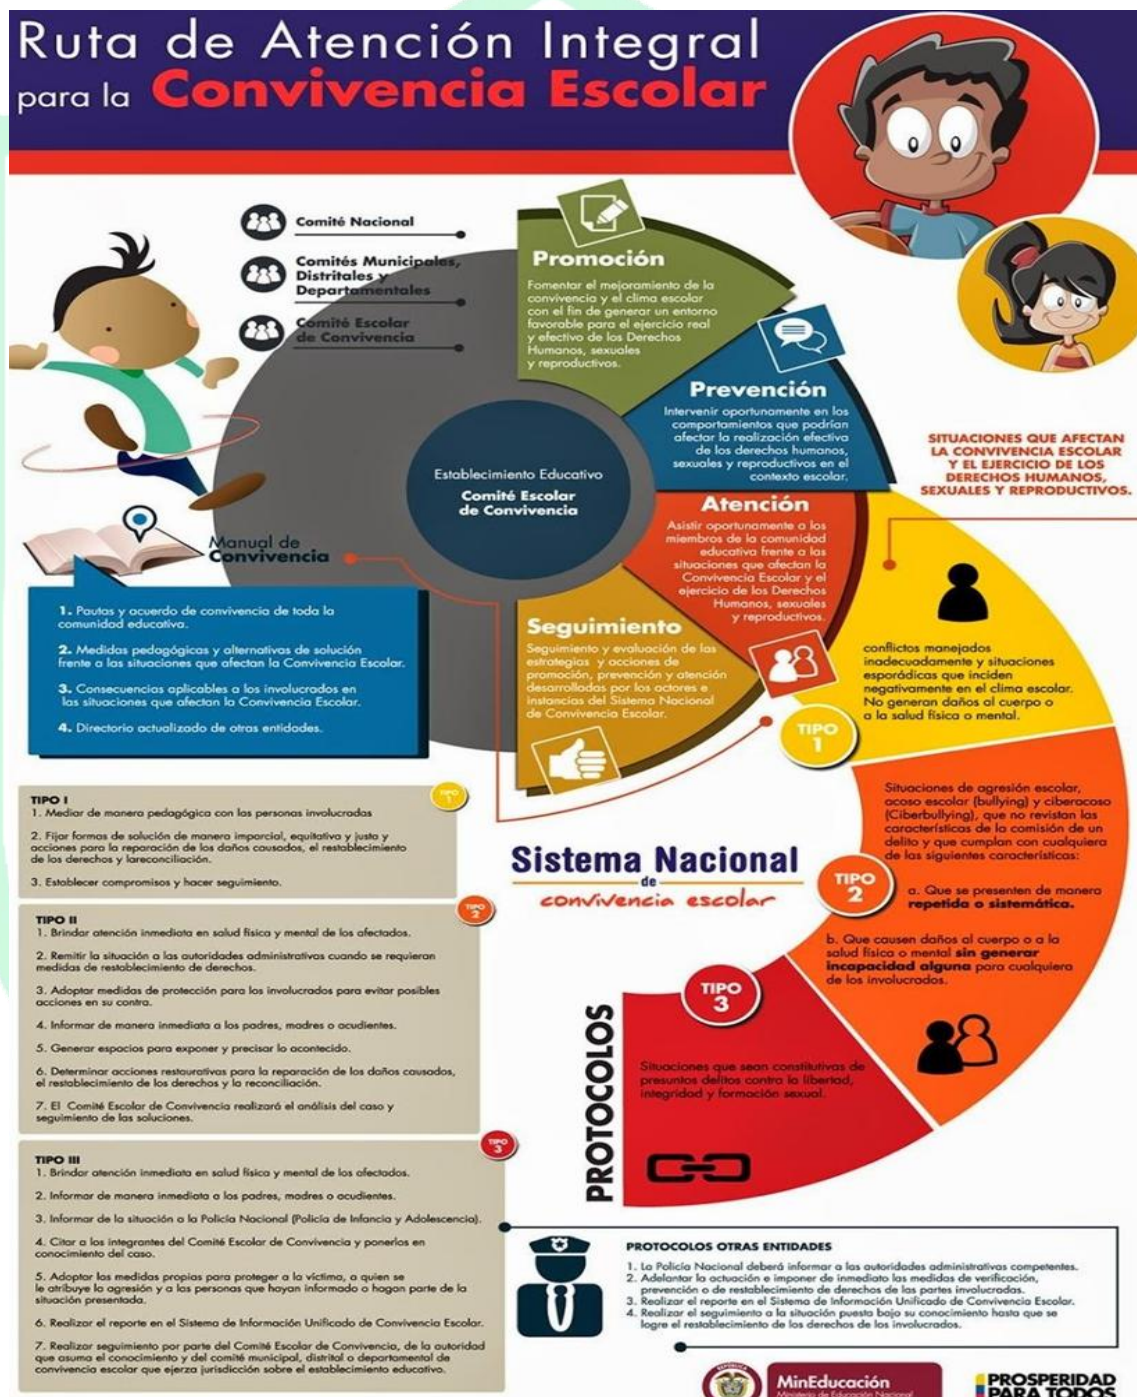 Ruta de Atención Integral
para la Convivencia Escolar
Comité Nacional
Comités Municipales,
Distritales y
Departamentales
Comité Escolar
de Convivencia
Promoción
Fomentar el mejoramiento de la
convivencia y el clima escolar
con el fin de generar un entorno
favorable para el ejercicio real
y efectivo de los Derechos
Humanos, sexuales
y reproductivos.
Prevención
Intervenir oportunamente en los
comportamientos que podrían
afectar la realización efectiva
de los derechos humanos,
sexuales y reproductivos en el
contexto escolar.
Establecimiento Educativo
Comité Escolar
de Convivencia
SITUACIONES QUE AFECTAN
LA CONVIVENCIA ESCOLAR
Y EL EJERCICIO DE LOS
DERECHOS HUMANOS,
SEXUALES Y REPRODUCTIVOS.
Atención
Asistir oportunamente a los
miembros de la comunidad
educativa frente a las
situaciones que afectan la
Convivencia Escolar y el
ejercicio de los Derechos
Humanos, sexuales
y reproductivos.
Seguimiento
Seguimiento y evaluación de las
estrategias y acciones de
promoción, prevención y atención
desarrolladas por los actores e
instancias del Sistema Nacional
de Convivencia Escolar.
Manual de
Convivencia
1. Pautas y acuerdo de convivencia de toda la
comunidad educativa.
2. Medidas pedagógicas y alternativas de solución
frente a las situaciones que afectan la Convivencia Escolar.
3. Consecuencias aplicables a los involucrados en
las situaciones que afectan la Convivencia Escolar.
4. Directorio actualizado de otras entidades.
TIPO
1
conflictos manejados
inadecuadamente y situaciones
esporádicas que inciden
negativamente en el clima escolar.
No generan daños al cuerpo o
a la salud física o mental.
TIPO
2
Situaciones de agresión escolar,
acoso escolar (bullying) y ciberacoso
(Ciberbullying), que no revistan las
características de la comisión de un
delito y que cumplan con cualquiera
de las siguientes características:
a. Que se presenten de manera
repetida o sistemática.
b. Que causen daños al cuerpo o a la
salud física o mental sin generar
incapacidad alguna para cualquiera
de los involucrados.
TIPO
3
Situaciones que sean constitutivas de
presuntos delitos contra la libertad,
integridad y formación sexual.
PROTOCOLOS
Sistema Nacional
de
convivencia escolar
TIPO
1
TIPO I
1. Mediar de manera pedagógica con las personas involucradas
2. Fijar formas de solución de manera imparcial, equitativa y justa y
acciones para la reparación de los daños causados, el restablecimiento
de los derechos y lareconciliación.
3. Establecer compromisos y hacer seguimiento.
TIPO
2
TIPO II
1. Brindar atención inmediata en salud física y mental de los afectados.
2. Remitir la situación a las autoridades administrativas cuando se requieran
medidas de restablecimiento de derechos.
3. Adoptar medidas de protección para los involucrados para evitar posibles
acciones en su contra.
4. Informar de manera inmediata a los padres, madres o acudientes.
5. Generar espacios para exponer y precisar lo acontecido.
6. Determinar acciones restaurativas para la reparación de los daños causados,
el restablecimiento de los derechos y la reconciliación.
7. El Comité Escolar de Convivencia realizará el análisis del caso y
seguimiento de las soluciones.
TIPO
3
TIPO III
1. Brindar atención inmediata en salud física y mental de los afectados.
2. Informar de manera inmediata a los padres, madres o acudientes.
3. Informar de la situación a la Policía Nacional (Policía de Infancia y Adolescencia).
4. Citar a los integrantes del Comité Escolar de Convivencia y ponerlos en
conocimiento del caso.
5. Adoptar las medidas propias para proteger a la víctima, a quien se
le atribuye la agresión y a las personas que hayan informado o hagan parte de la
situación presentada.
6. Realizar el reporte en el Sistema de Información Unificado de Convivencia Escolar.
7. Realizar seguimiento por parte del Comité Escolar de Convivencia, de la autoridad
que asuma el conocimiento y del comité municipal, distrital o departamental de
convivencia escolar que ejerza jurisdicción sobre el establecimiento educativo.
PROTOCOLOS OTRAS ENTIDADES
1. La Policía Nacional deberá informar a las autoridades administrativas competentes.
2. Adelantar la actuación e imponer de inmediato las medidas de verificación,
prevención o de restablecimiento de derechos de las partes involucradas.
3. Realizar el reporte en el Sistema de Información Unificado de Convivencia Escolar.
4. Realizar el seguimiento a la situación puesta bajo su conocimiento hasta que se
logre el restablecimiento de los derechos de los involucrados.
MinEducación
Ministerio de Educación Nacional
PROSPERIDAD
PARA TODOS